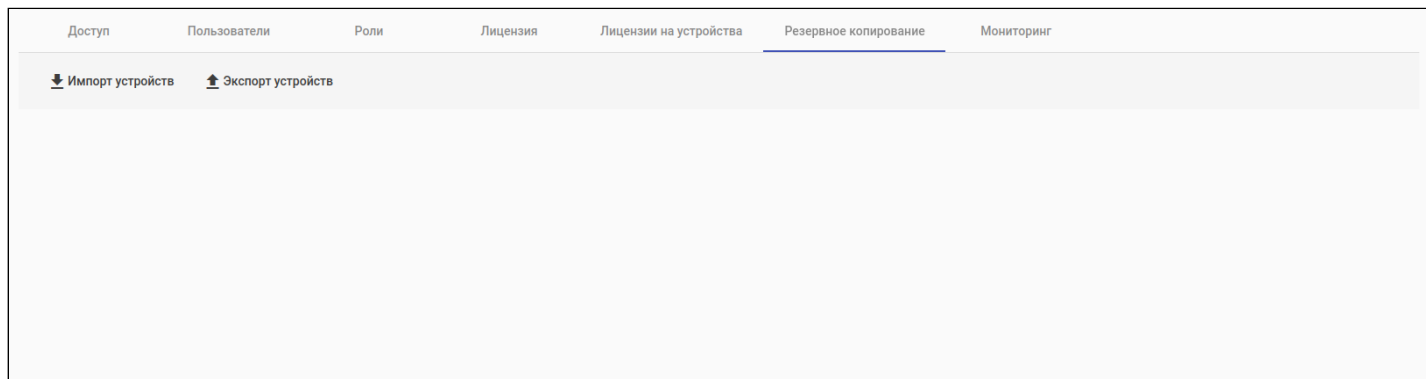 Доступ Пользователи Роли Лицензия Лицензии на устройства Резервное копирование Мониторинг
Импорт устройств Экспорт устройств